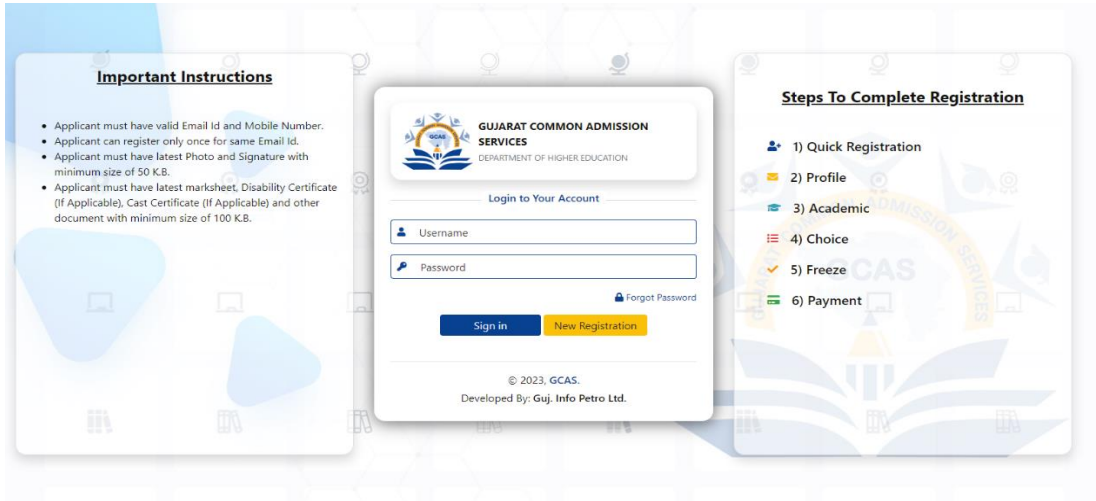 Important Instructions
• Applicant must have valid Email Id and Mobile Number.
• Applicant can register only once for same Email Id.
• Applicant must have latest Photo and Signature with
minimum size of 50 K.B.
• Applicant must have latest marksheet, Disability Certificate
(If Applicable), Cast Certificate (If Applicable) and other
document with minimum size of 100 K.B.
GCAS
GUJARAT COMMON ADMISSION
SERVICES
DEPARTMENT OF HIGHER EDUCATION
Login to Your Account
Username
Password
Forgot Password
Sign in New Registration
© 2023, GCAS.
Developed By: Guj. Info Petro Ltd.
Steps To Complete Registration
1) Quick Registration
2) Profile
3) Academic
4) Choice
5) Freeze
6) Payment
GUJARAT COMMON ADMISSION SERVICES
GCAS